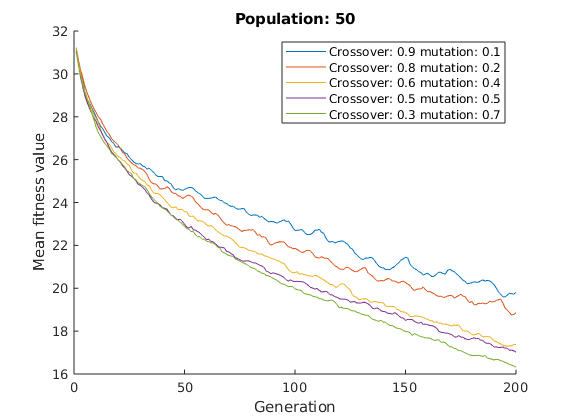 Population: 50
32
30
28
26
24
22
20
18
16
Mean fitness value
Crossover: 0.9 mutation: 0.1
Crossover: 0.8 mutation: 0.2
Crossover: 0.6 mutation: 0.4
Crossover: 0.5 mutation: 0.5
Crossover: 0.3 mutation: 0.7
0 50 100 150 200
Generation